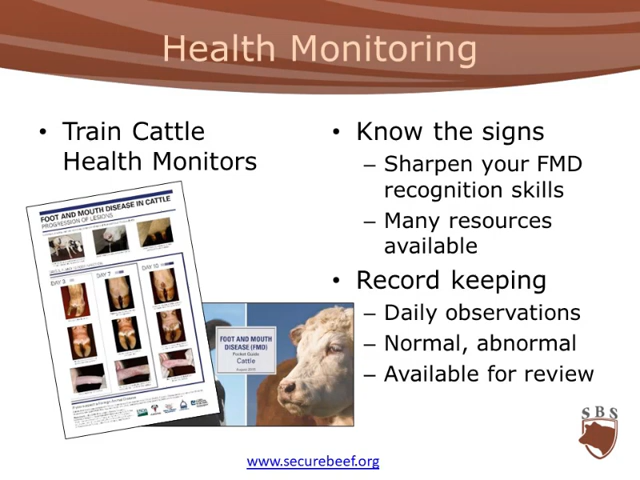 Health Monitoring
• Train Cattle
Health Monitors
FOOT AND MOUTH DISEASE IN CATTLE
PROGRESSION OF LESIONS
DAY 3
DAY 7
DAY 10
FOOT AND MOUTH
DISEASE (FMD)
Pocket Guide
Cattle
• Know the signs
– Sharpen your FMD
recognition skills
– Many resources
available
• Record keeping
– Daily observations
– Normal, abnormal
– Available for review
SBS
www.securebeef.org